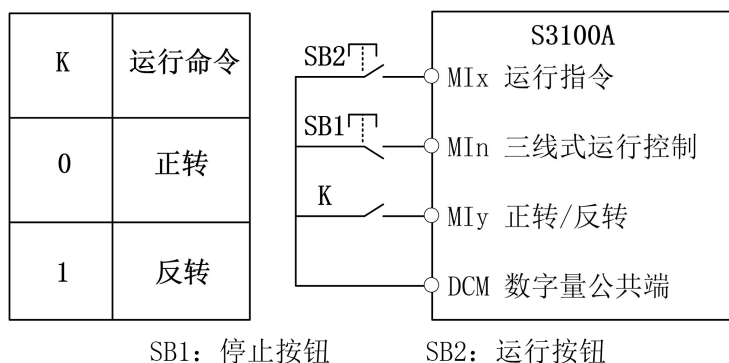 K 运行命令
0 正转
1 反转
S3100A
SB2 MIx 运行指令
SB1 MIn 三线式运行控制
K MIy 正转/反转
DCM 数字量公共端
SB1: 停止按钮 SB2: 运行按钮